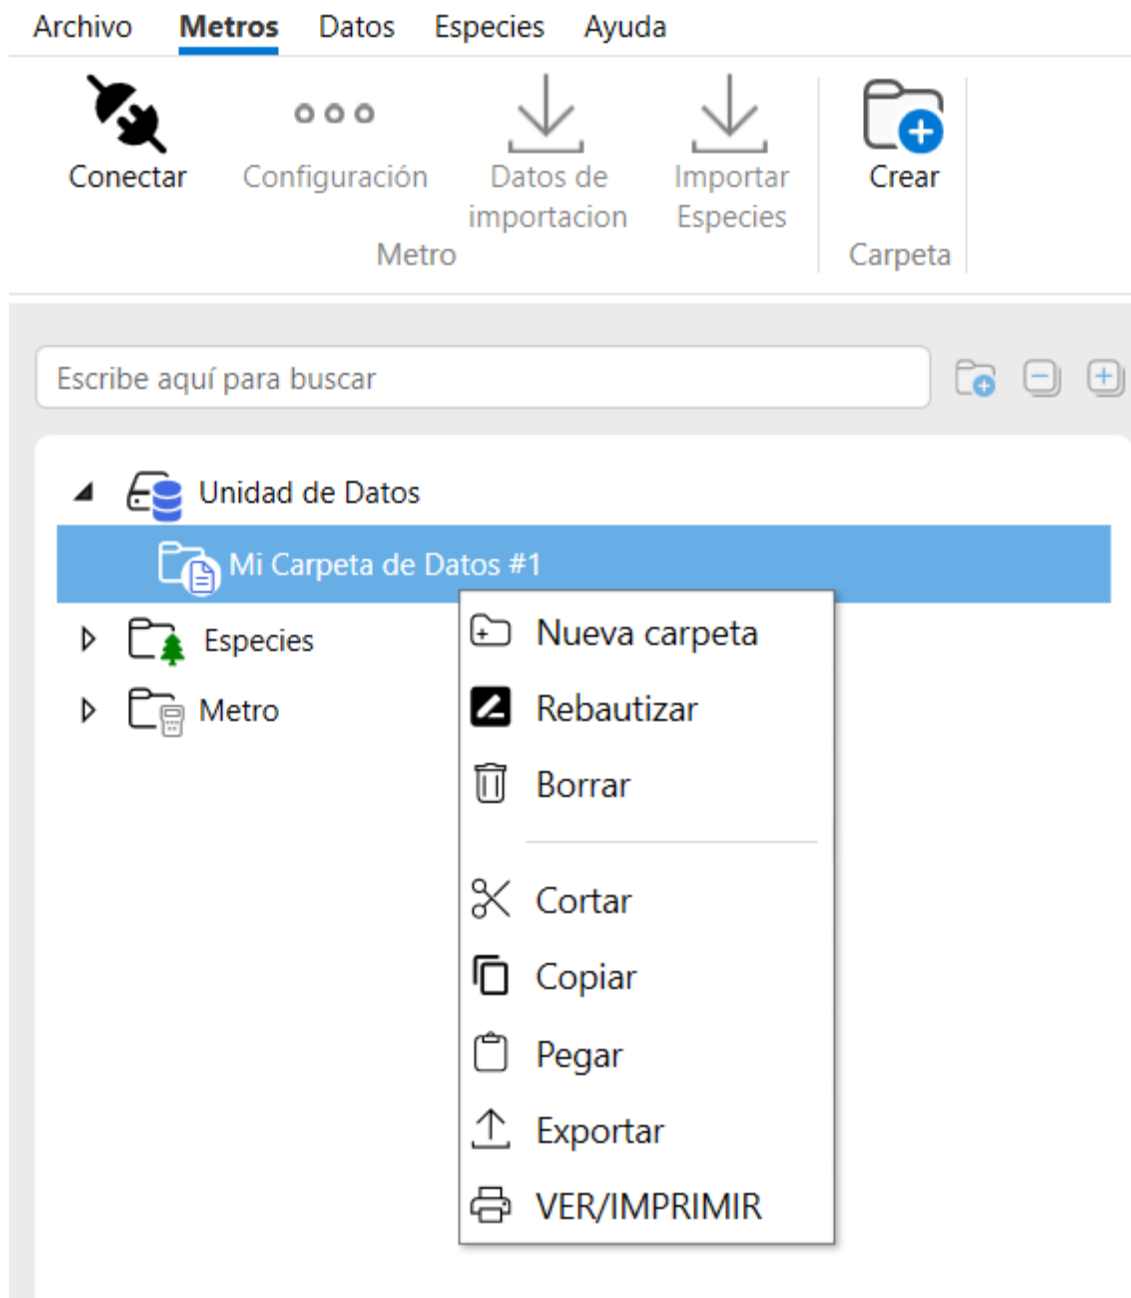 Archivo Metros Datos Especies Ayuda
Conectar Configuración Datos de importacion Importar Especies Crear
Metro Carpeta
Escribe aquí para buscar
Unidad de Datos
Mi Carpeta de Datos #1
Especies
Metro
Nueva carpeta
Rebautizar
Borrar
Cortar
Copiar
Pegar
Exportar
VER/IMPRIMIR